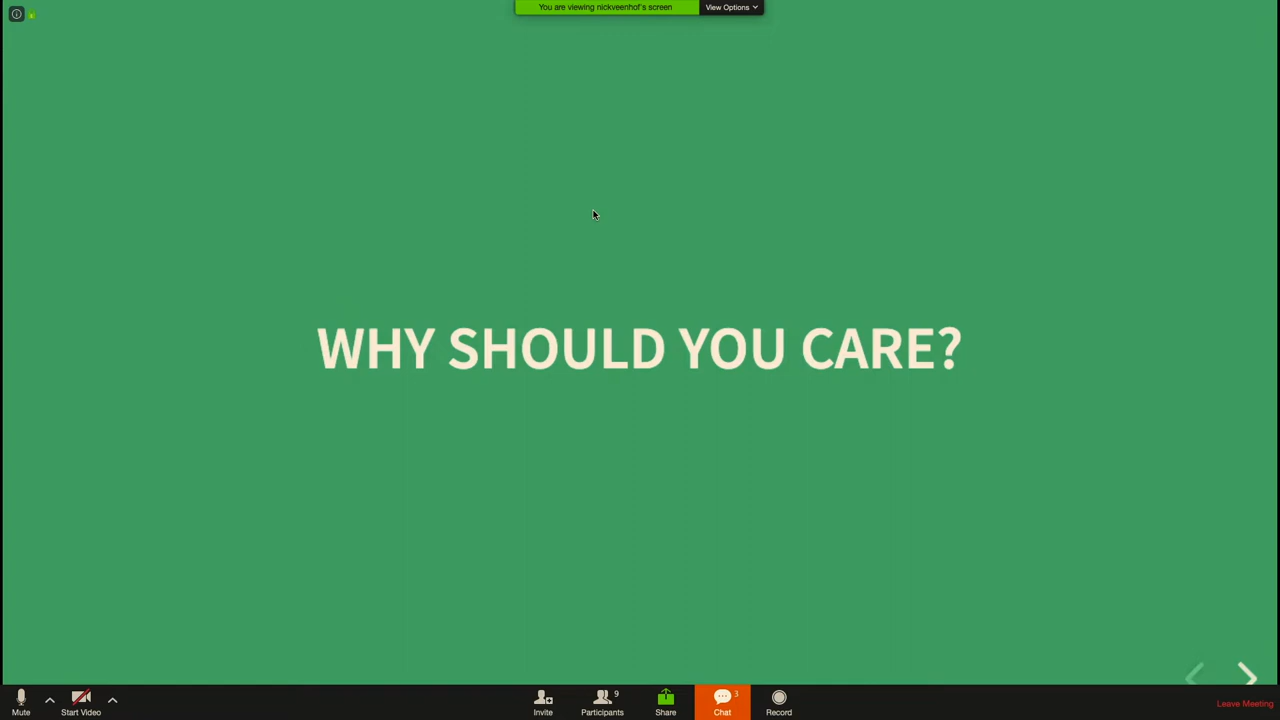 You are viewing nickveenhof's screen
View Options
WHY SHOULD YOU CARE?
Mute
Start Video
Invite
Participants
9
Share
Chat
3
Record
Leave Meeting